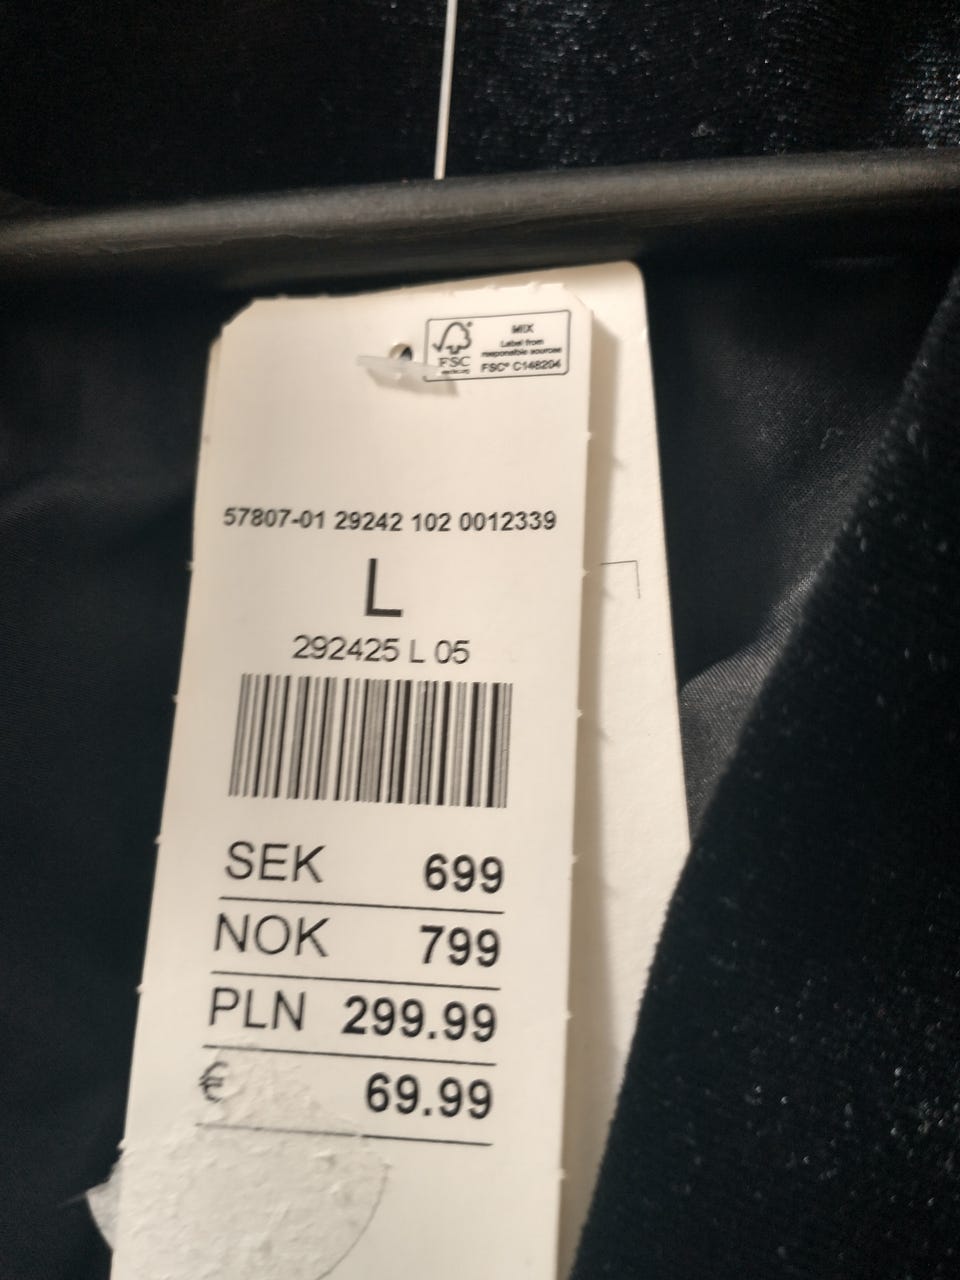 MIX
Label from
responsible sources
FSC® C148204
FSC
57807-01 29242 102 0012339
L
292425 L 05
SEK 699
NOK 799
PLN 299.99
€ 69.99